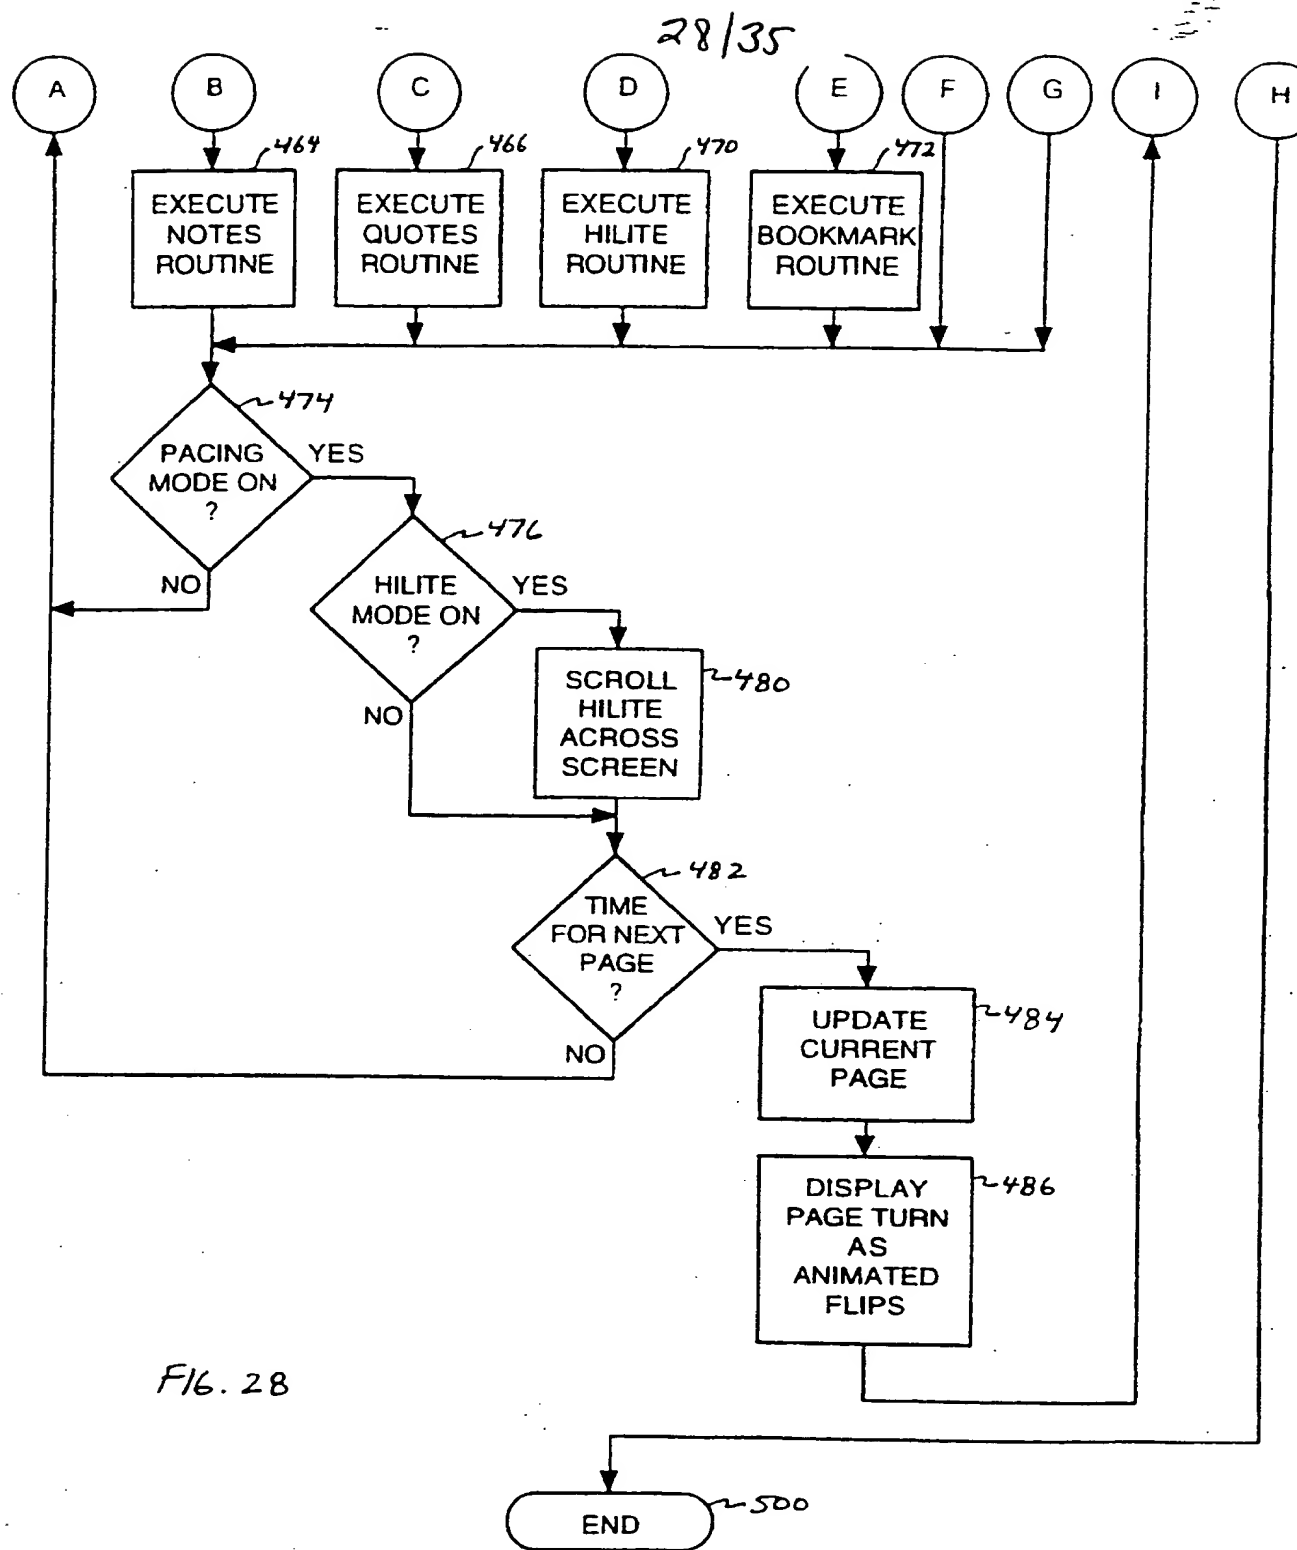 28/35
A
B
C
D
E
F
G
I
H
464
466
470
472
EXECUTE
NOTES
ROUTINE
EXECUTE
QUOTES
ROUTINE
EXECUTE
HILITE
ROUTINE
EXECUTE
BOOKMARK
ROUTINE
474
PACING
MODE ON
?
YES
NO
476
HILITE
MODE ON
?
YES
NO
480
SCROLL
HILITE
ACROSS
SCREEN
482
TIME
FOR NEXT
PAGE
?
YES
NO
484
UPDATE
CURRENT
PAGE
486
DISPLAY
PAGE TURN
AS
ANIMATED
FLIPS
FIG. 28
500
END